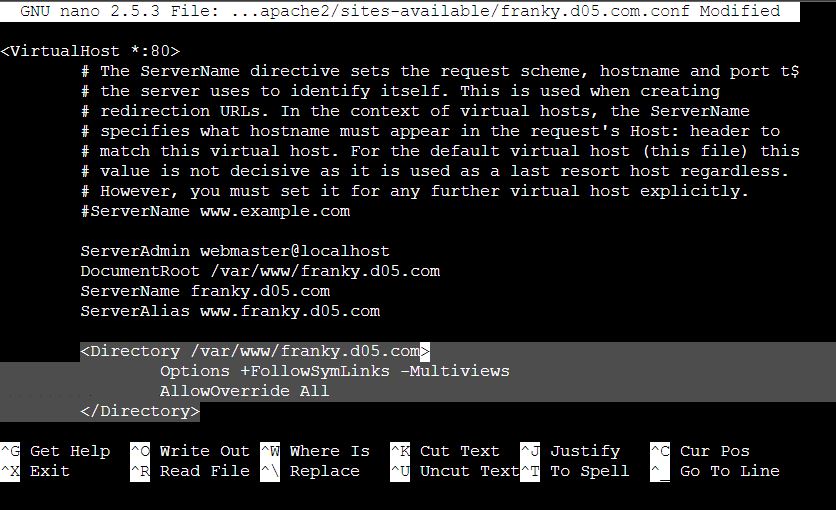 GNU nano 2.5.3 File: ...apache2/sites-available/franky.d05.com.conf Modified
<VirtualHost *:80>
# The ServerName directive sets the request scheme, hostname and port t$
# the server uses to identify itself. This is used when creating
# redirection URLs. In the context of virtual hosts, the ServerName
# specifies what hostname must appear in the request's Host: header to
# match this virtual host. For the default virtual host (this file) this
# value is not decisive as it is used as a last resort host regardless.
# However, you must set it for any further virtual host explicitly.
#ServerName www.example.com
ServerAdmin webmaster@localhost
DocumentRoot /var/www/franky.d05.com
ServerName franky.d05.com
ServerAlias www.franky.d05.com
<Directory /var/www/franky.d05.com>
Options +FollowSymLinks -Multiviews
AllowOverride All
</Directory>
^G Get Help ^O Write Out ^W Where Is ^K Cut Text ^J Justify ^C Cur Pos
^X Exit ^R Read File ^\ Replace ^U Uncut Text ^T To Spell ^_ Go To Line